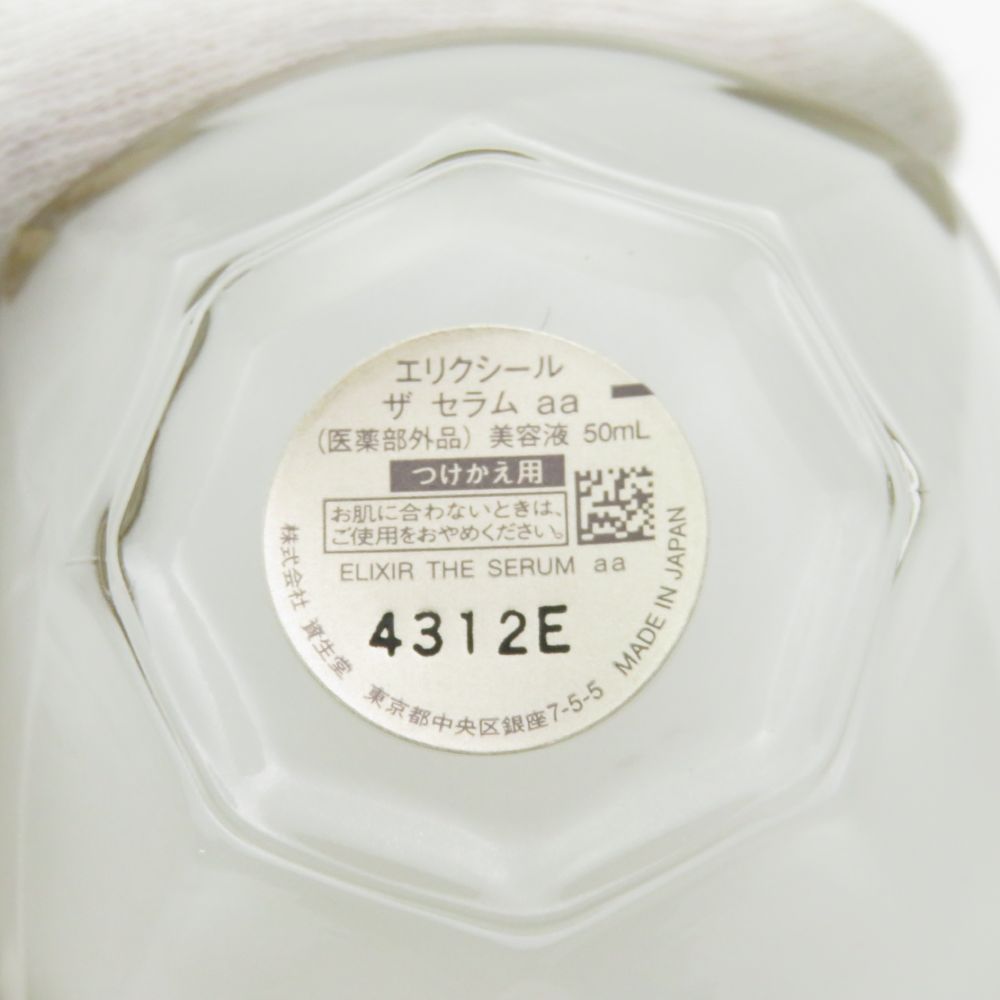 エリクシール
ザ セラム aa
（医薬部外品）美容液 50mL
つけかえ用
お肌に合わないときは、
ご使用をおやめください。
ELIXIR THE SERUM aa
4312E
株式会社 資生堂
東京都中央区銀座7-5-5
MADE IN JAPAN